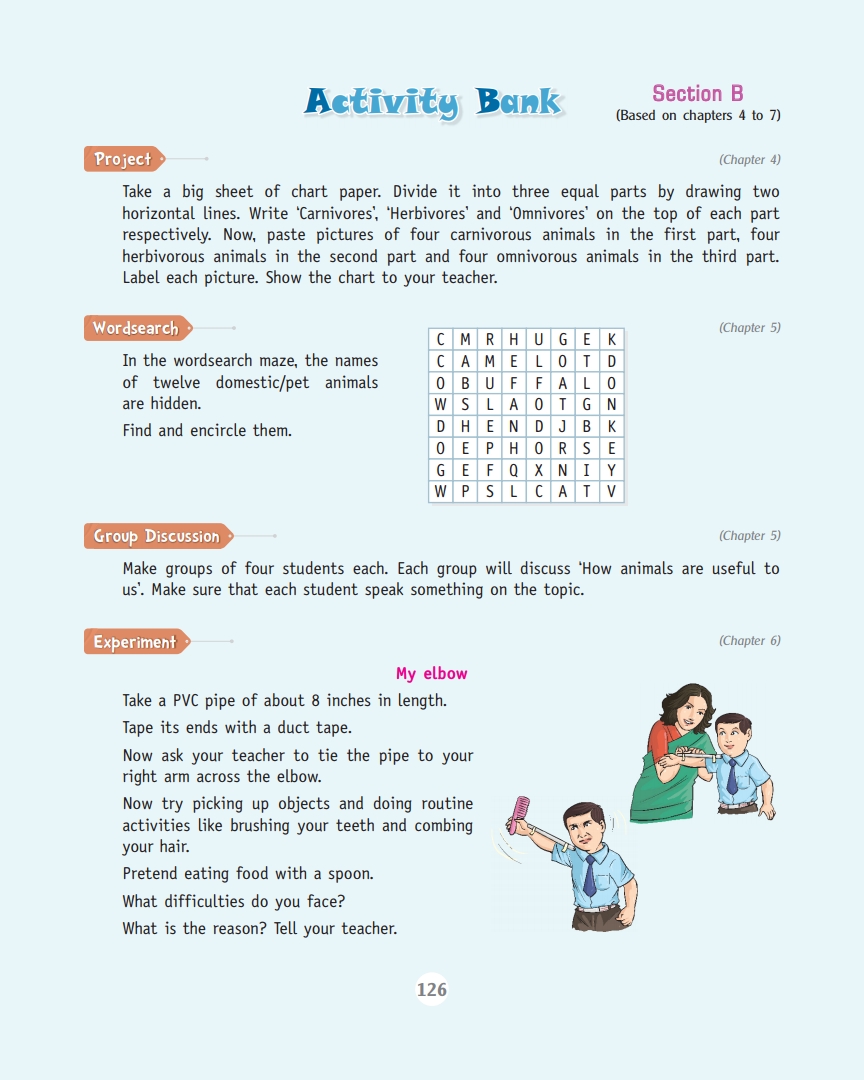 Activity Bank
Section B
(Based on chapters 4 to 7)
Project
(Chapter 4)
Take a big sheet of chart paper. Divide it into three equal parts by drawing two
horizontal lines. Write ‘Carnivores’, ‘Herbivores’ and ‘Omnivores’ on the top of each part
respectively. Now, paste pictures of four carnivorous animals in the first part, four
herbivorous animals in the second part and four omnivorous animals in the third part.
Label each picture. Show the chart to your teacher.
Wordsearch
(Chapter 5)
In the wordsearch maze, the names
of twelve domestic/pet animals
are hidden.
Find and encircle them.
C M R H U G E K
C A M E L O T D
O B U F F A L O
W S L A O T G N
D H E N D J B K
O E P H O R S E
G E F Q X N I Y
W P S L C A T V
Group Discussion
(Chapter 5)
Make groups of four students each. Each group will discuss ‘How animals are useful to
us’. Make sure that each student speak something on the topic.
Experiment
(Chapter 6)
My elbow
Take a PVC pipe of about 8 inches in length.
Tape its ends with a duct tape.
Now ask your teacher to tie the pipe to your
right arm across the elbow.
Now try picking up objects and doing routine
activities like brushing your teeth and combing
your hair.
Pretend eating food with a spoon.
What difficulties do you face?
What is the reason? Tell your teacher.
126